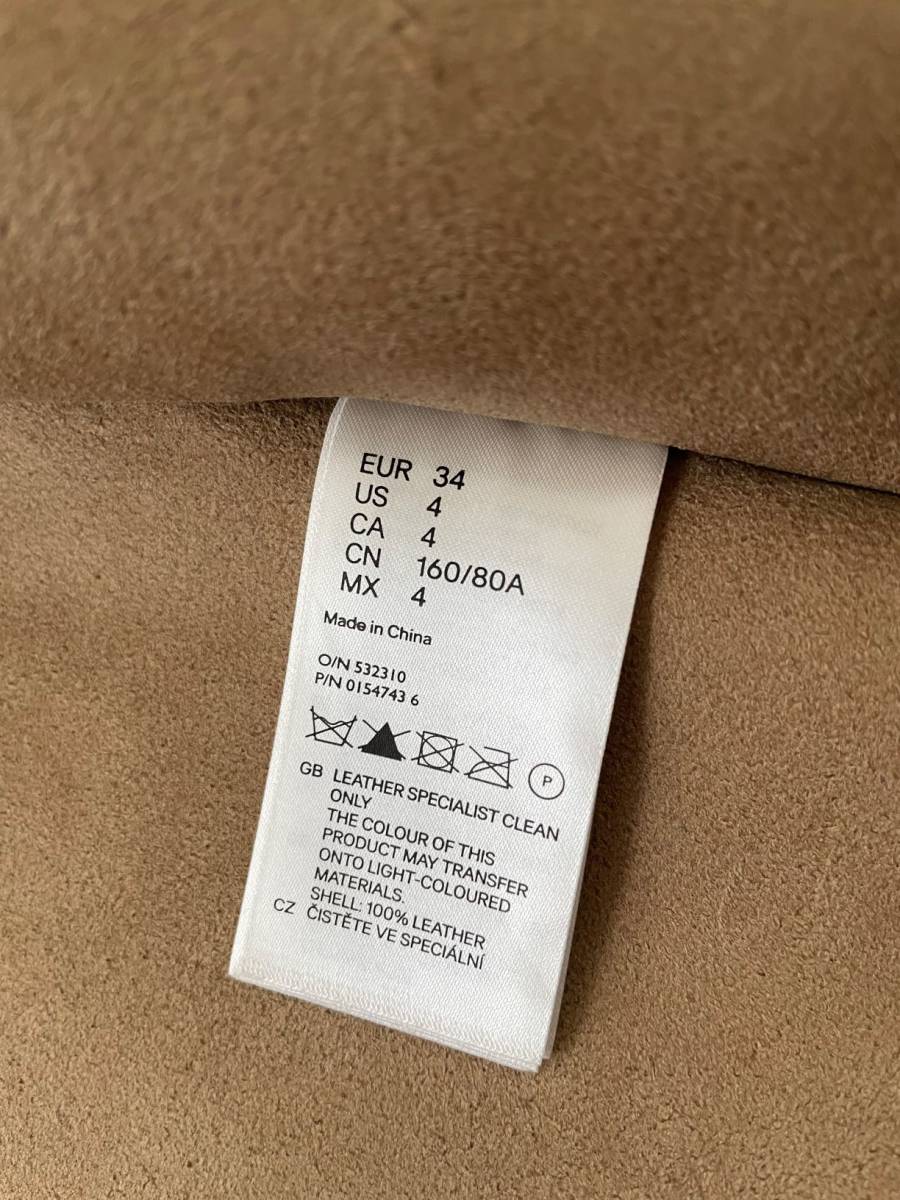 EUR 34
US 4
CA 4
CN 160/80A
MX 4
Made in China
O/N 532310
P/N 0154743 6
P
GB LEATHER SPECIALIST CLEAN
ONLY
THE COLOUR OF THIS
PRODUCT MAY TRANSFER
ONTO LIGHT-COLOURED
MATERIALS.
SHELL: 100% LEATHER
CZ ČISTĚTE VE SPECIÁLNÍ